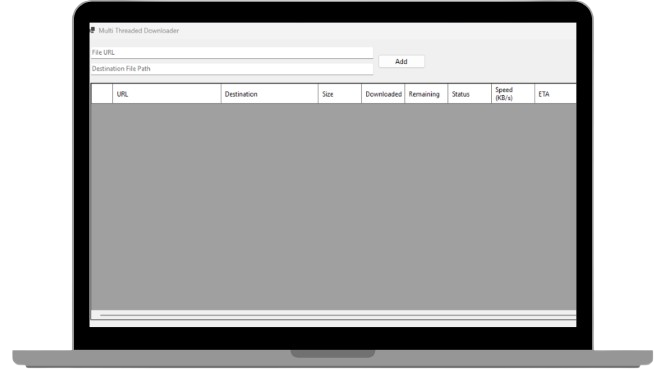 Multi Threaded Downloader
File URL
Add
Destination File Path
URL Destination Size Downloaded Remaining Status Speed (KB/s) ETA